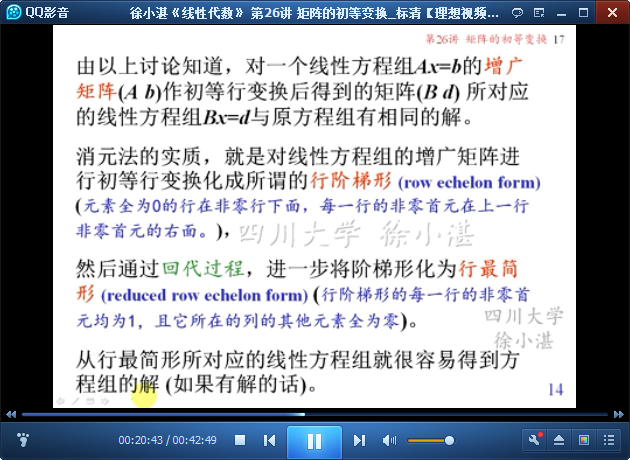 QQ影音
徐小湛《线性代数》 第26讲 矩阵的初等变换_标清【理想视频...
第26讲 矩阵的初等变换 17
由以上讨论知道，对一个线性方程组Ax=b的增广
矩阵(A b)作初等行变换后得到的矩阵(B d) 所对应
的线性方程组Bx=d与原方程组有相同的解。
消元法的实质，就是对线性方程组的增广矩阵进
行初等行变换化成所谓的行阶梯形 (row echelon form)
(元素全为0的行在非零行下面，每一行的非零首元在上一行
非零首元的右面。)，
四川大学 徐小湛
然后通过回代过程，进一步将阶梯形化为行最简
形 (reduced row echelon form) (行阶梯形的每一行的非零首
元均为1，且它所在的列的其他元素全为零)。
四川大学
徐小湛
从行最简形所对应的线性方程组就很容易得到方
程组的解 (如果有解的话)。
14
00:20:43 / 00:42:49